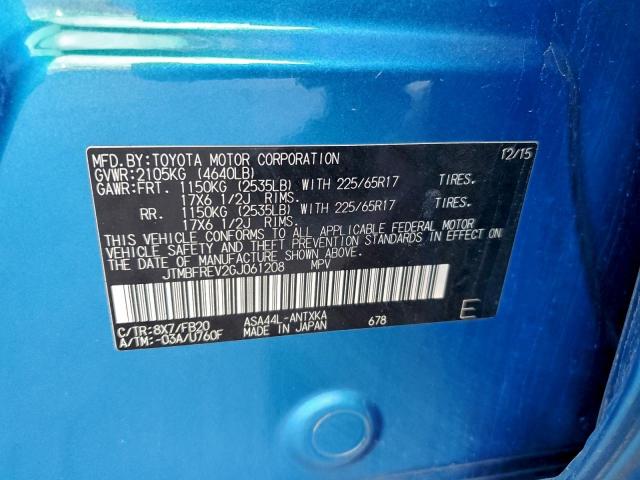 MFD.BY:TOYOTA MOTOR CORPORATION 12/15
GVWR:2105KG (4640LB)
GAWR:FRT. 1150KG (2535LB) WITH 225/65R17 TIRES.
17X6 1/2J RIMS.
RR. 1150KG (2535LB) WITH 225/65R17 TIRES.
17X6 1/2J RIMS.
THIS VEHICLE CONFORMS TO ALL APPLICABLE FEDERAL MOTOR
VEHICLE SAFETY AND THEFT PREVENTION STANDARDS IN EFFECT ON
THE DATE OF MANUFACTURE SHOWN ABOVE.
JTMBFREV2GJ061208 MPV
C/TR:8X7/FB20 ASA44L-ANTXKA
A/TM:-03A/U760F MADE IN JAPAN 678 E